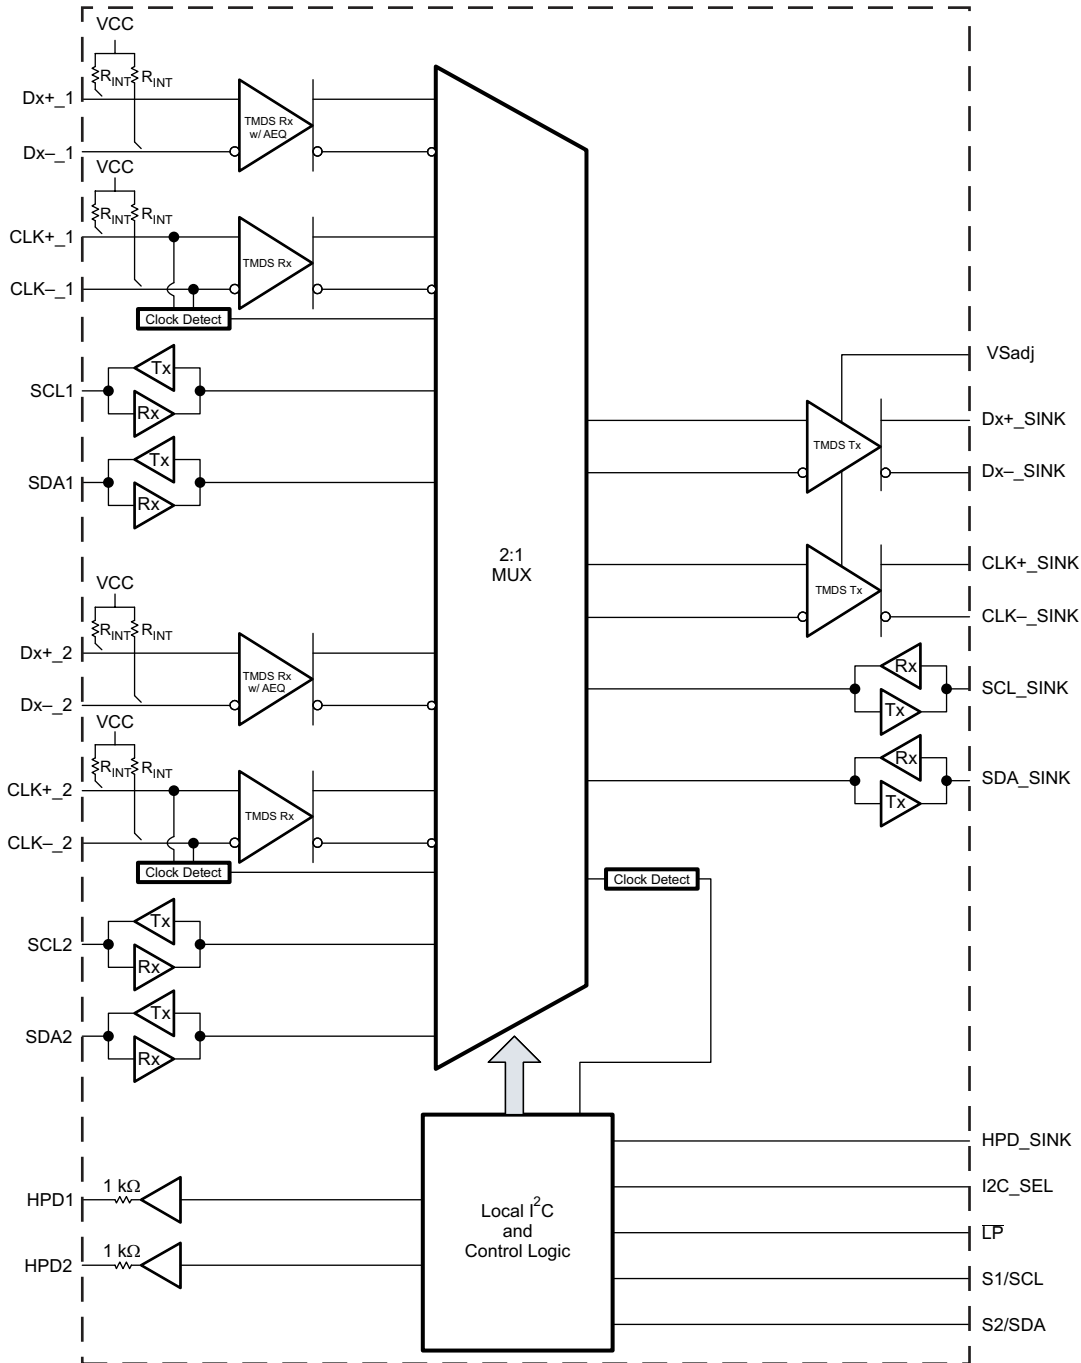 VCC
RINT RINT
Dx+_1
TMDS Rx
w/ AEQ
Dx–_1
VCC
RINT RINT
CLK+_1
TMDS Rx
CLK–_1
Clock Detect
Tx
SCL1
Rx
Tx
SDA1
Rx
VCC
RINT RINT
Dx+_2
TMDS Rx
w/ AEQ
Dx–_2
VCC
RINT RINT
CLK+_2
TMDS Rx
CLK–_2
Clock Detect
Tx
SCL2
Rx
Tx
SDA2
Rx
2:1
MUX
VSadj
Dx+_SINK
TMDS Tx
Dx–_SINK
CLK+_SINK
TMDS Tx
CLK–_SINK
Rx
SCL_SINK
Tx
Rx
SDA_SINK
Tx
Clock Detect
1 kΩ
HPD1
1 kΩ
HPD2
Local I²C
and
Control Logic
HPD_SINK
I2C_SEL
L̅P̅
S1/SCL
S2/SDA